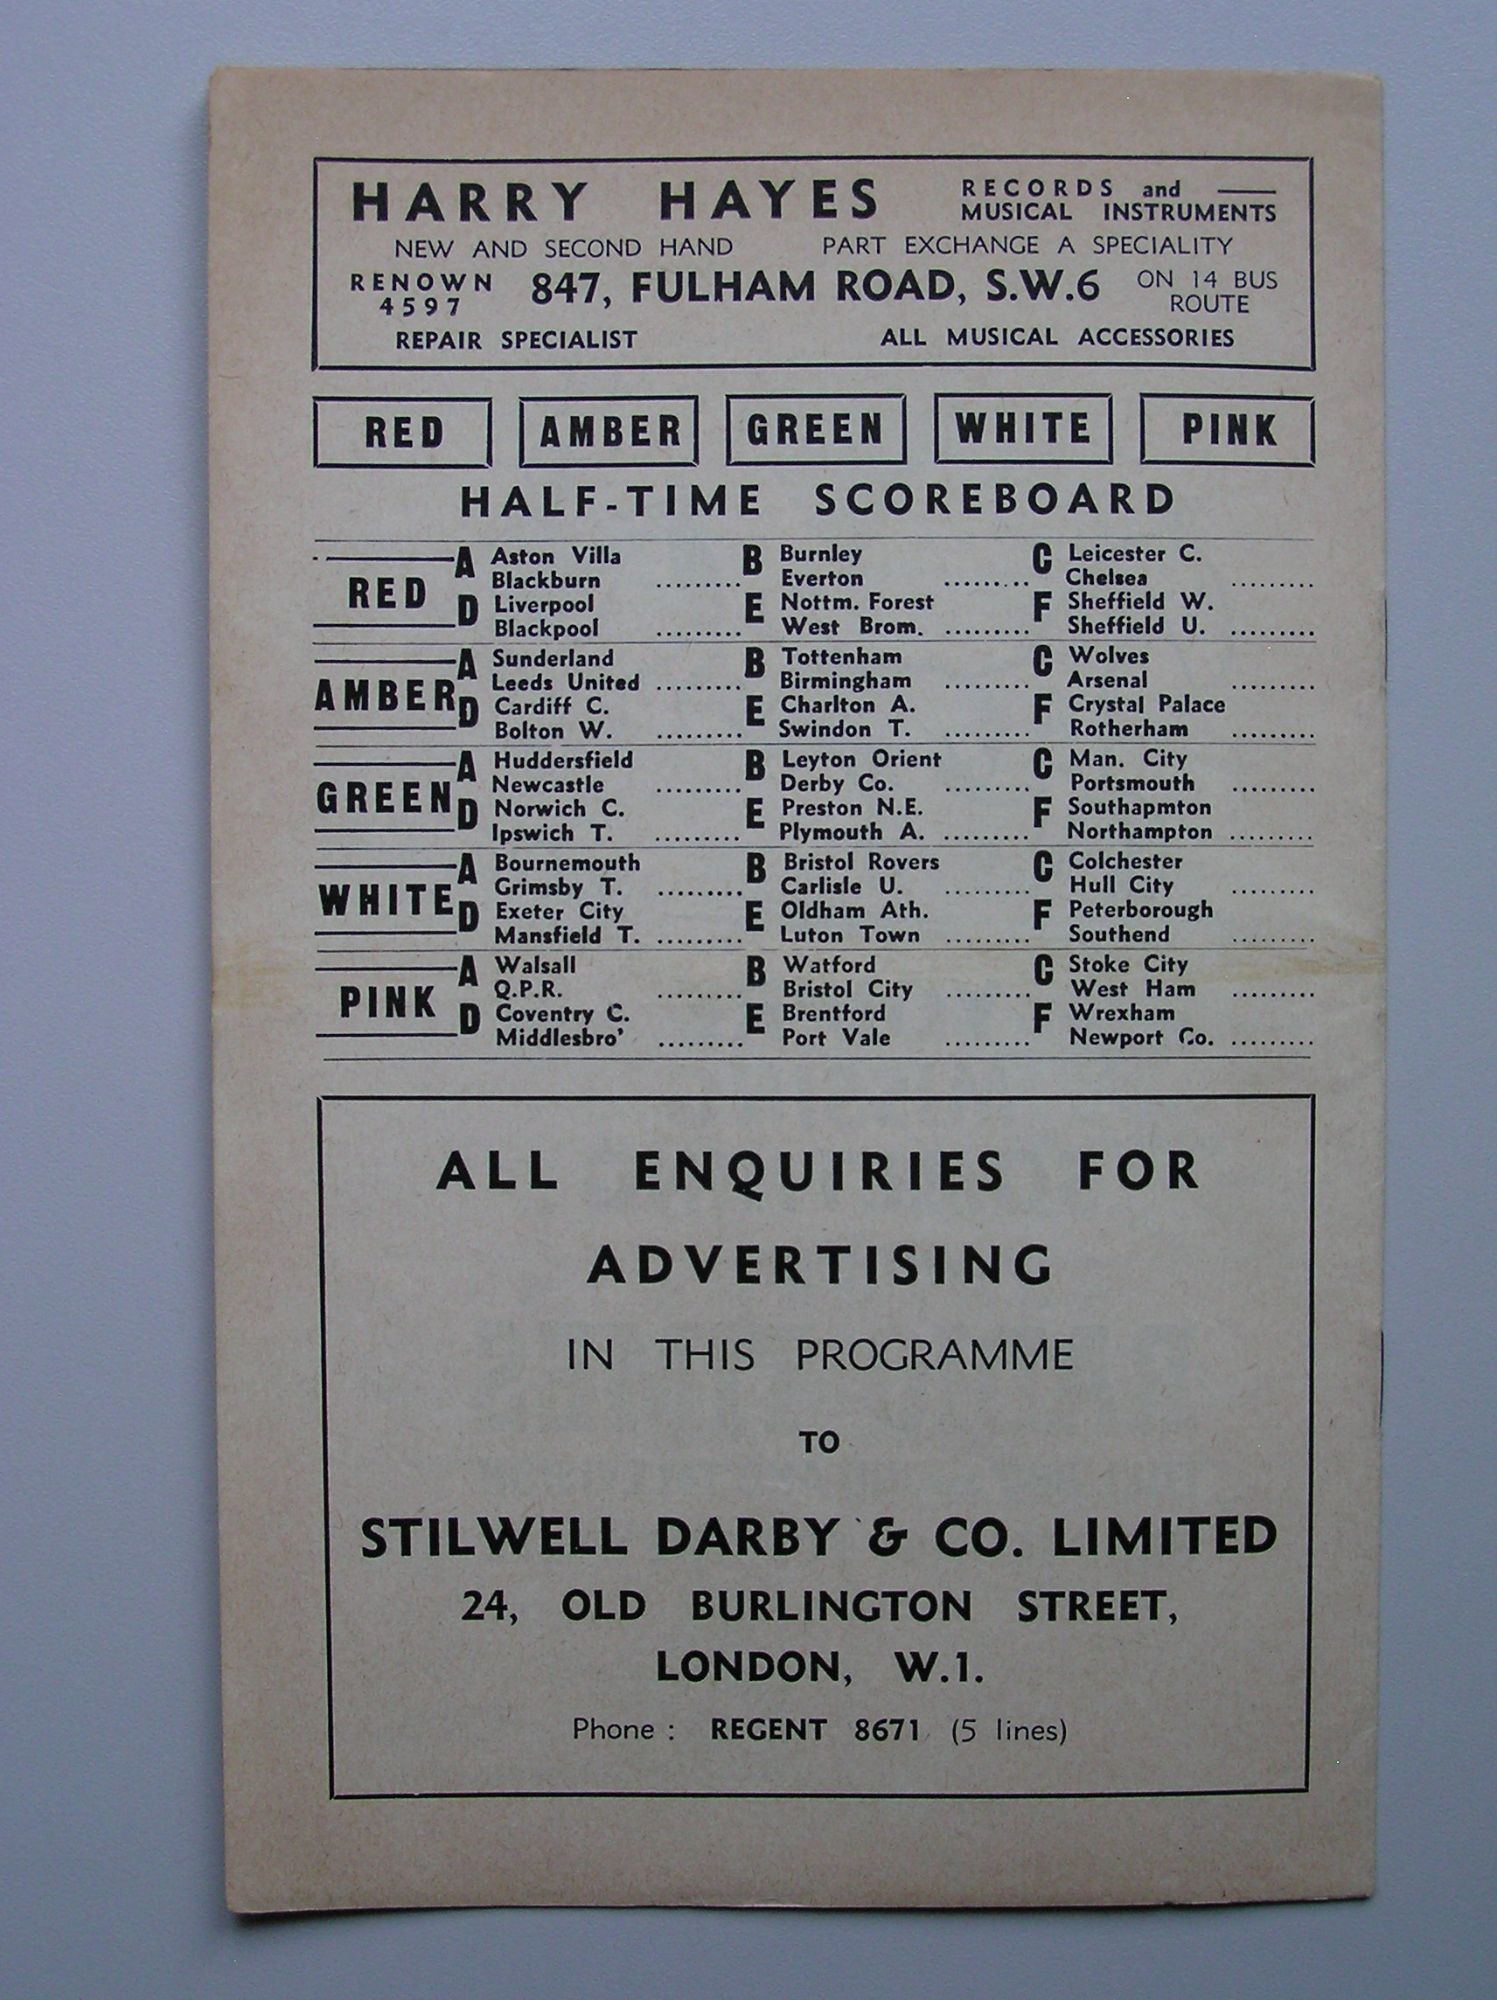 HARRY HAYES RECORDS and
MUSICAL INSTRUMENTS
NEW AND SECOND HAND PART EXCHANGE A SPECIALITY
RENOWN 4597 847, FULHAM ROAD, S.W.6 ON 14 BUS ROUTE
REPAIR SPECIALIST ALL MUSICAL ACCESSORIES
RED AMBER GREEN WHITE PINK
HALF-TIME SCOREBOARD
RED
A Aston Villa B Burnley C Leicester C.
Blackburn ......... Everton ......... Chelsea .........
D Liverpool E Nottm. Forest F Sheffield W.
Blackpool ......... West Brom. ......... Sheffield U. .........
AMBER
A Sunderland B Tottenham C Wolves
Leeds United ......... Birmingham ......... Arsenal .........
D Cardiff C. E Charlton A. F Crystal Palace
Bolton W. ......... Swindon T. ......... Rotherham .........
GREEN
A Huddersfield B Leyton Orient C Man. City
Newcastle ......... Derby Co. ......... Portsmouth .........
D Norwich C. E Preston N.E. F Southapmton
Ipswich T. ......... Plymouth A. ......... Northampton .........
WHITE
A Bournemouth B Bristol Rovers C Colchester
Grimsby T. ......... Carlisle U. ......... Hull City .........
D Exeter City E Oldham Ath. F Peterborough
Mansfield T. ......... Luton Town ......... Southend .........
PINK
A Walsall B Watford C Stoke City
Q.P.R. ......... Bristol City ......... West Ham .........
D Coventry C. E Brentford F Wrexham
Middlesbro' ......... Port Vale ......... Newport Co. .........
ALL ENQUIRIES FOR
ADVERTISING
IN THIS PROGRAMME
TO
STILWELL DARBY & CO. LIMITED
24, OLD BURLINGTON STREET,
LONDON, W.1.
Phone : REGENT 8671 (5 lines)